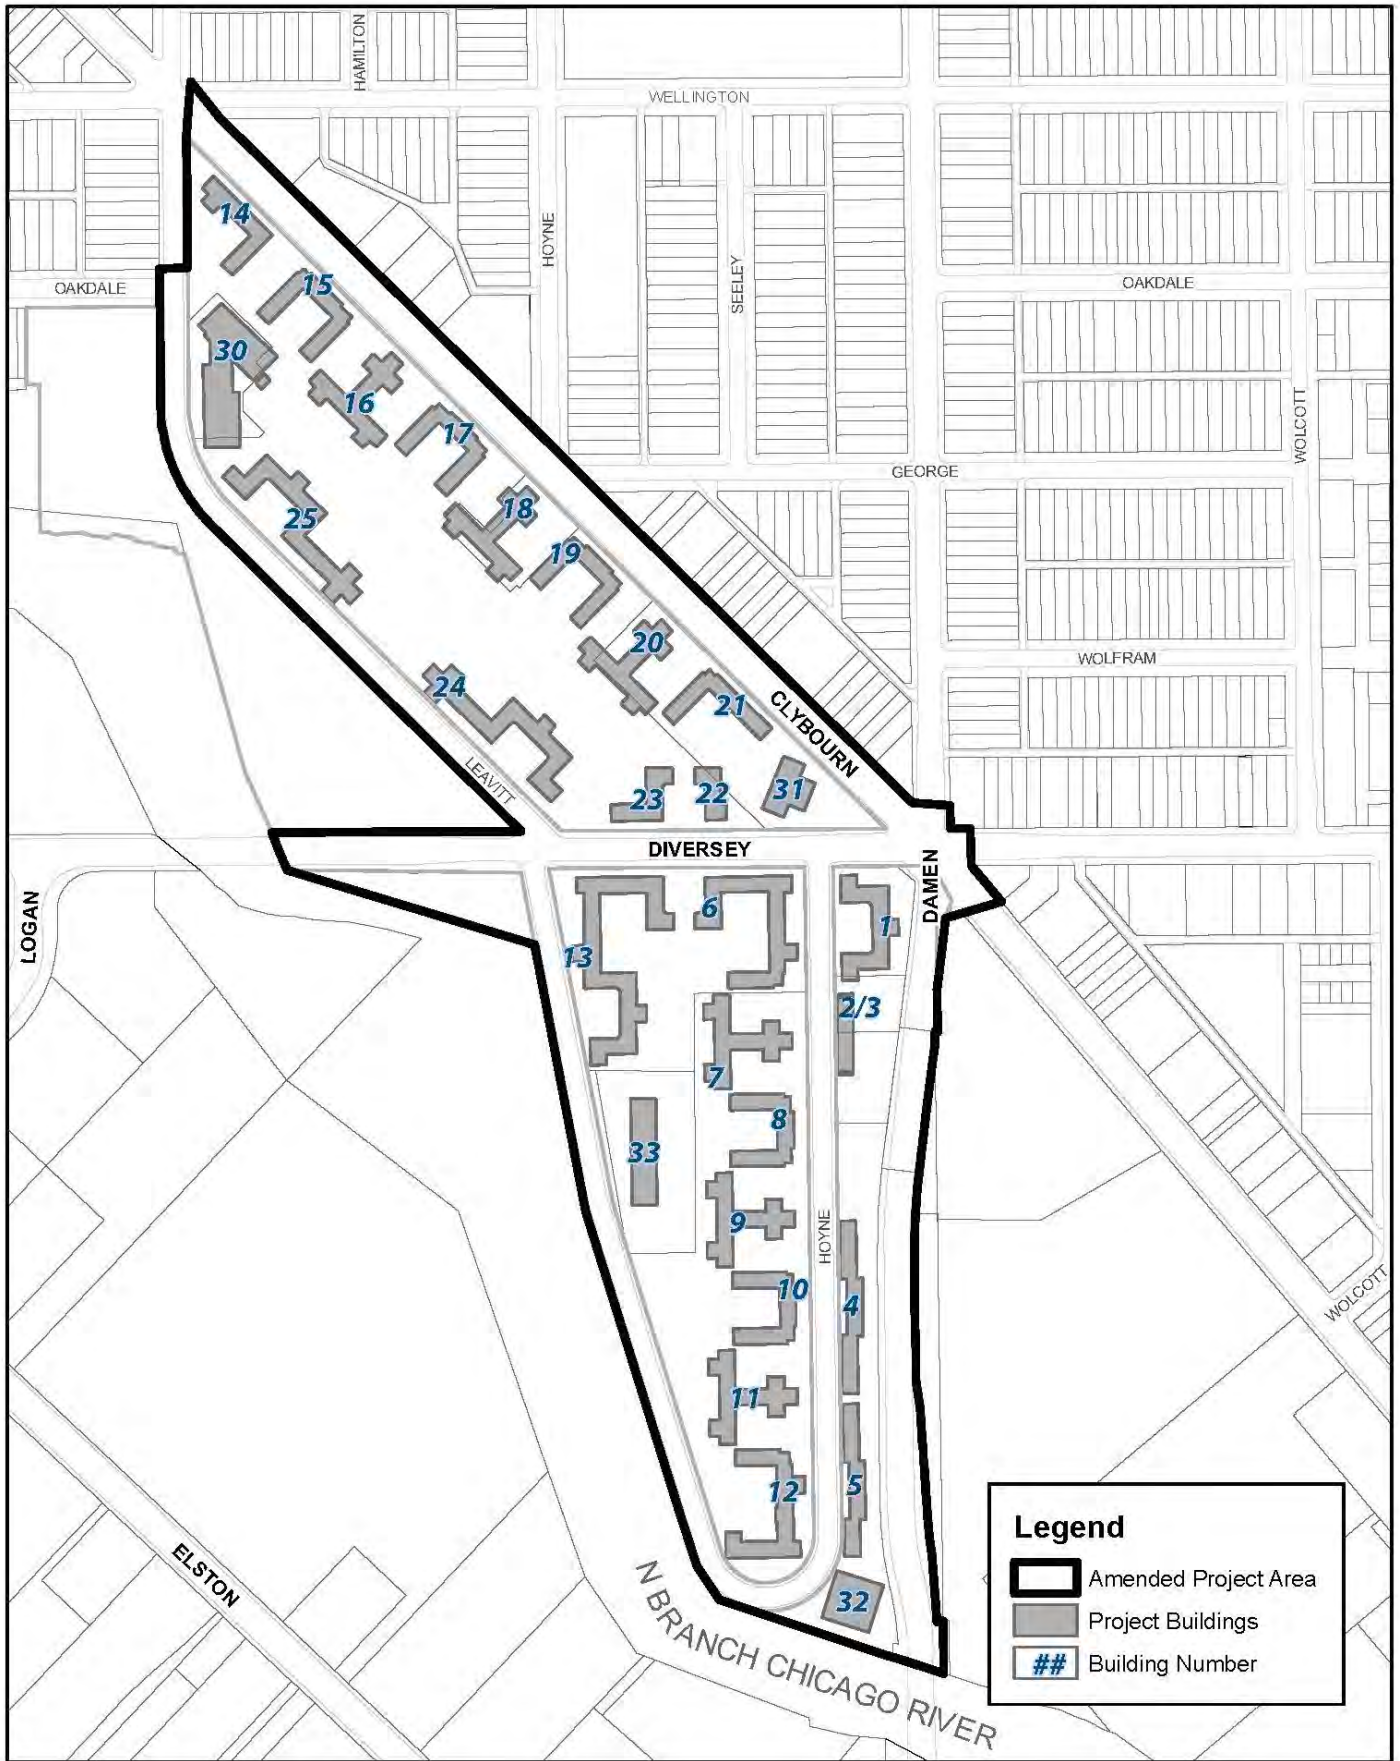 HAMILTON
WELLINGTON
14
HOYNE
15
SEELEY
OAKDALE
OAKDALE
30
16
WOLCOTT
17
GEORGE
18
25
19
20
WOLFRAM
24
21
CLYBOURN
LEAVITT
31
22
23
DIVERSEY
DAMEN
LOGAN
6
1
13
2/3
7
8
33
9
HOYNE
10
4
WOLCOTT
11
5
12
ELSTON
32
N BRANCH CHICAGO RIVER
Legend
Amended Project Area
Project Buildings
## Building Number